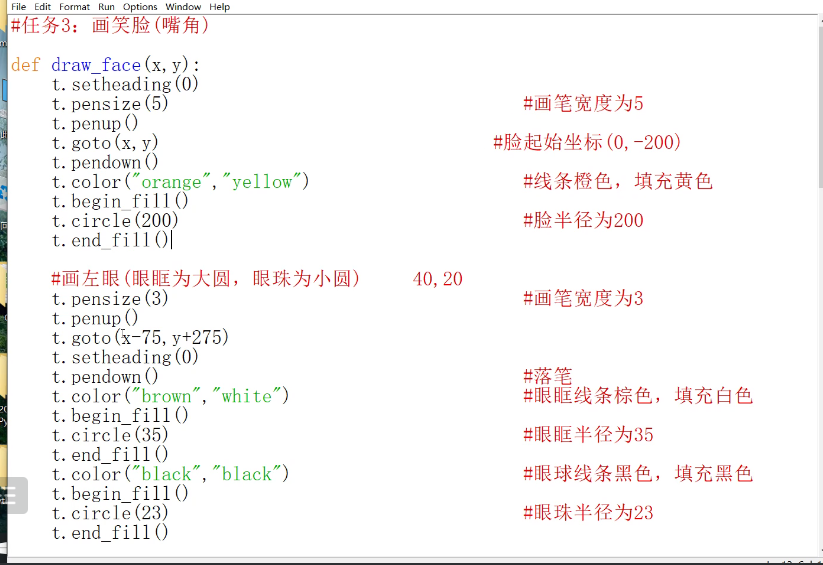 File Edit Format Run Options Window Help
#任务3：画笑脸(嘴角)
def draw_face(x,y):
t.setheading(0)
t.pensize(5) #画笔宽度为5
t.penup()
t.goto(x,y) #脸起始坐标(0,-200)
t.pendown()
t.color("orange","yellow") #线条橙色，填充黄色
t.begin_fill()
t.circle(200) #脸半径为200
t.end_fill()
#画左眼(眼眶为大圆，眼珠为小圆) 40,20
t.pensize(3) #画笔宽度为3
t.penup()
t.goto(x-75,y+275)
t.setheading(0)
t.pendown() #落笔
t.color("brown","white") #眼眶线条棕色，填充白色
t.begin_fill()
t.circle(35) #眼眶半径为35
t.end_fill()
t.color("black","black") #眼球线条黑色，填充黑色
t.begin_fill()
t.circle(23) #眼珠半径为23
t.end_fill()